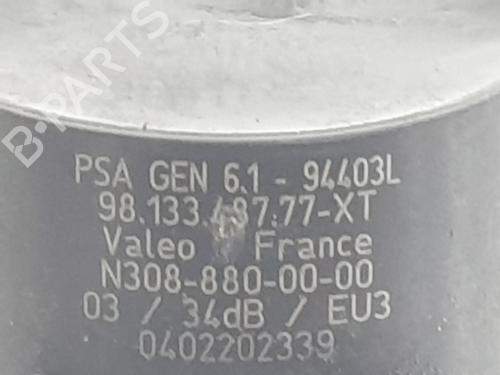 B-PARTS
PSA GEN 6.1 - 94403L
98.133.487.77-XT
Valeo France
N308-880-00-00
03 / 34dB / EU3
0402202339